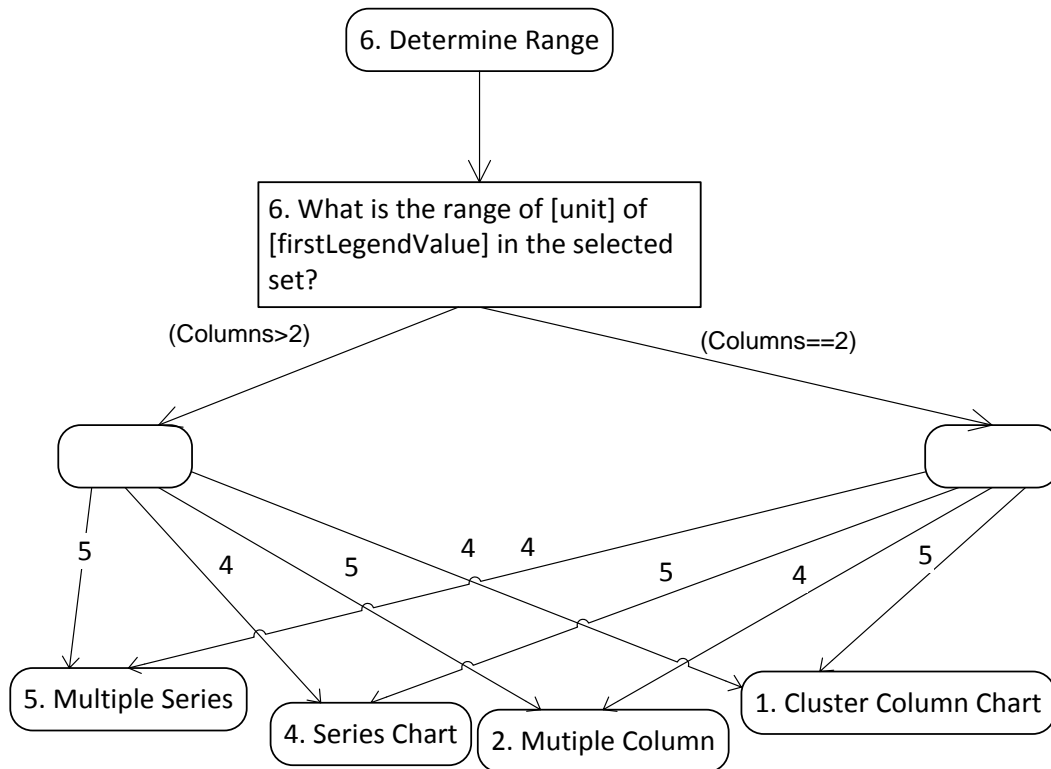 6. Determine Range
6. What is the range of [unit] of
[firstLegendValue] in the selected
set?
(Columns>2)
(Columns==2)
5
4
5
4
4
5
4
5
5. Multiple Series
4. Series Chart
2. Mutiple Column
1. Cluster Column Chart